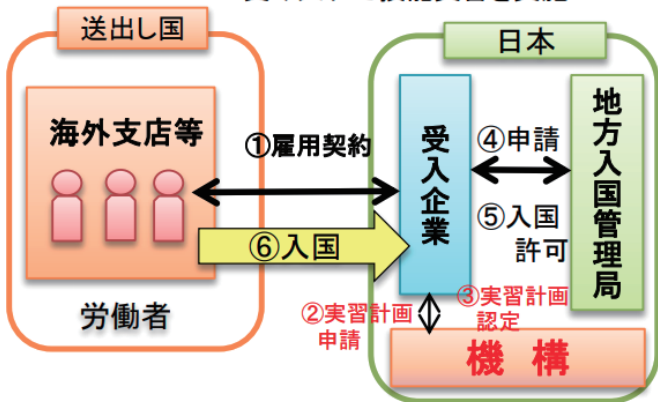 送出し国
日本
海外支店等
労働者
①雇用契約
⑥入国
受入企業
④申請
⑤入国
許可
地方入国管理局
②実習計画
申請
③実習計画
認定
機 構